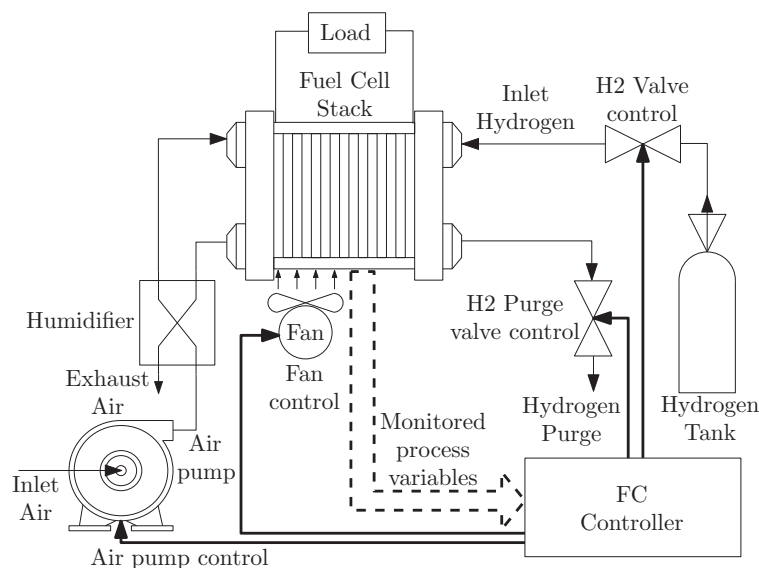 Load
Fuel Cell
Stack
H2 Valve
control
Inlet
Hydrogen
Humidifier
H2 Purge
valve control
Fan
Exhaust
Air
Fan
control
Hydrogen
Purge
Hydrogen
Tank
Air
pump
Monitored
process
variables
Inlet
Air
FC
Controller
Air pump control